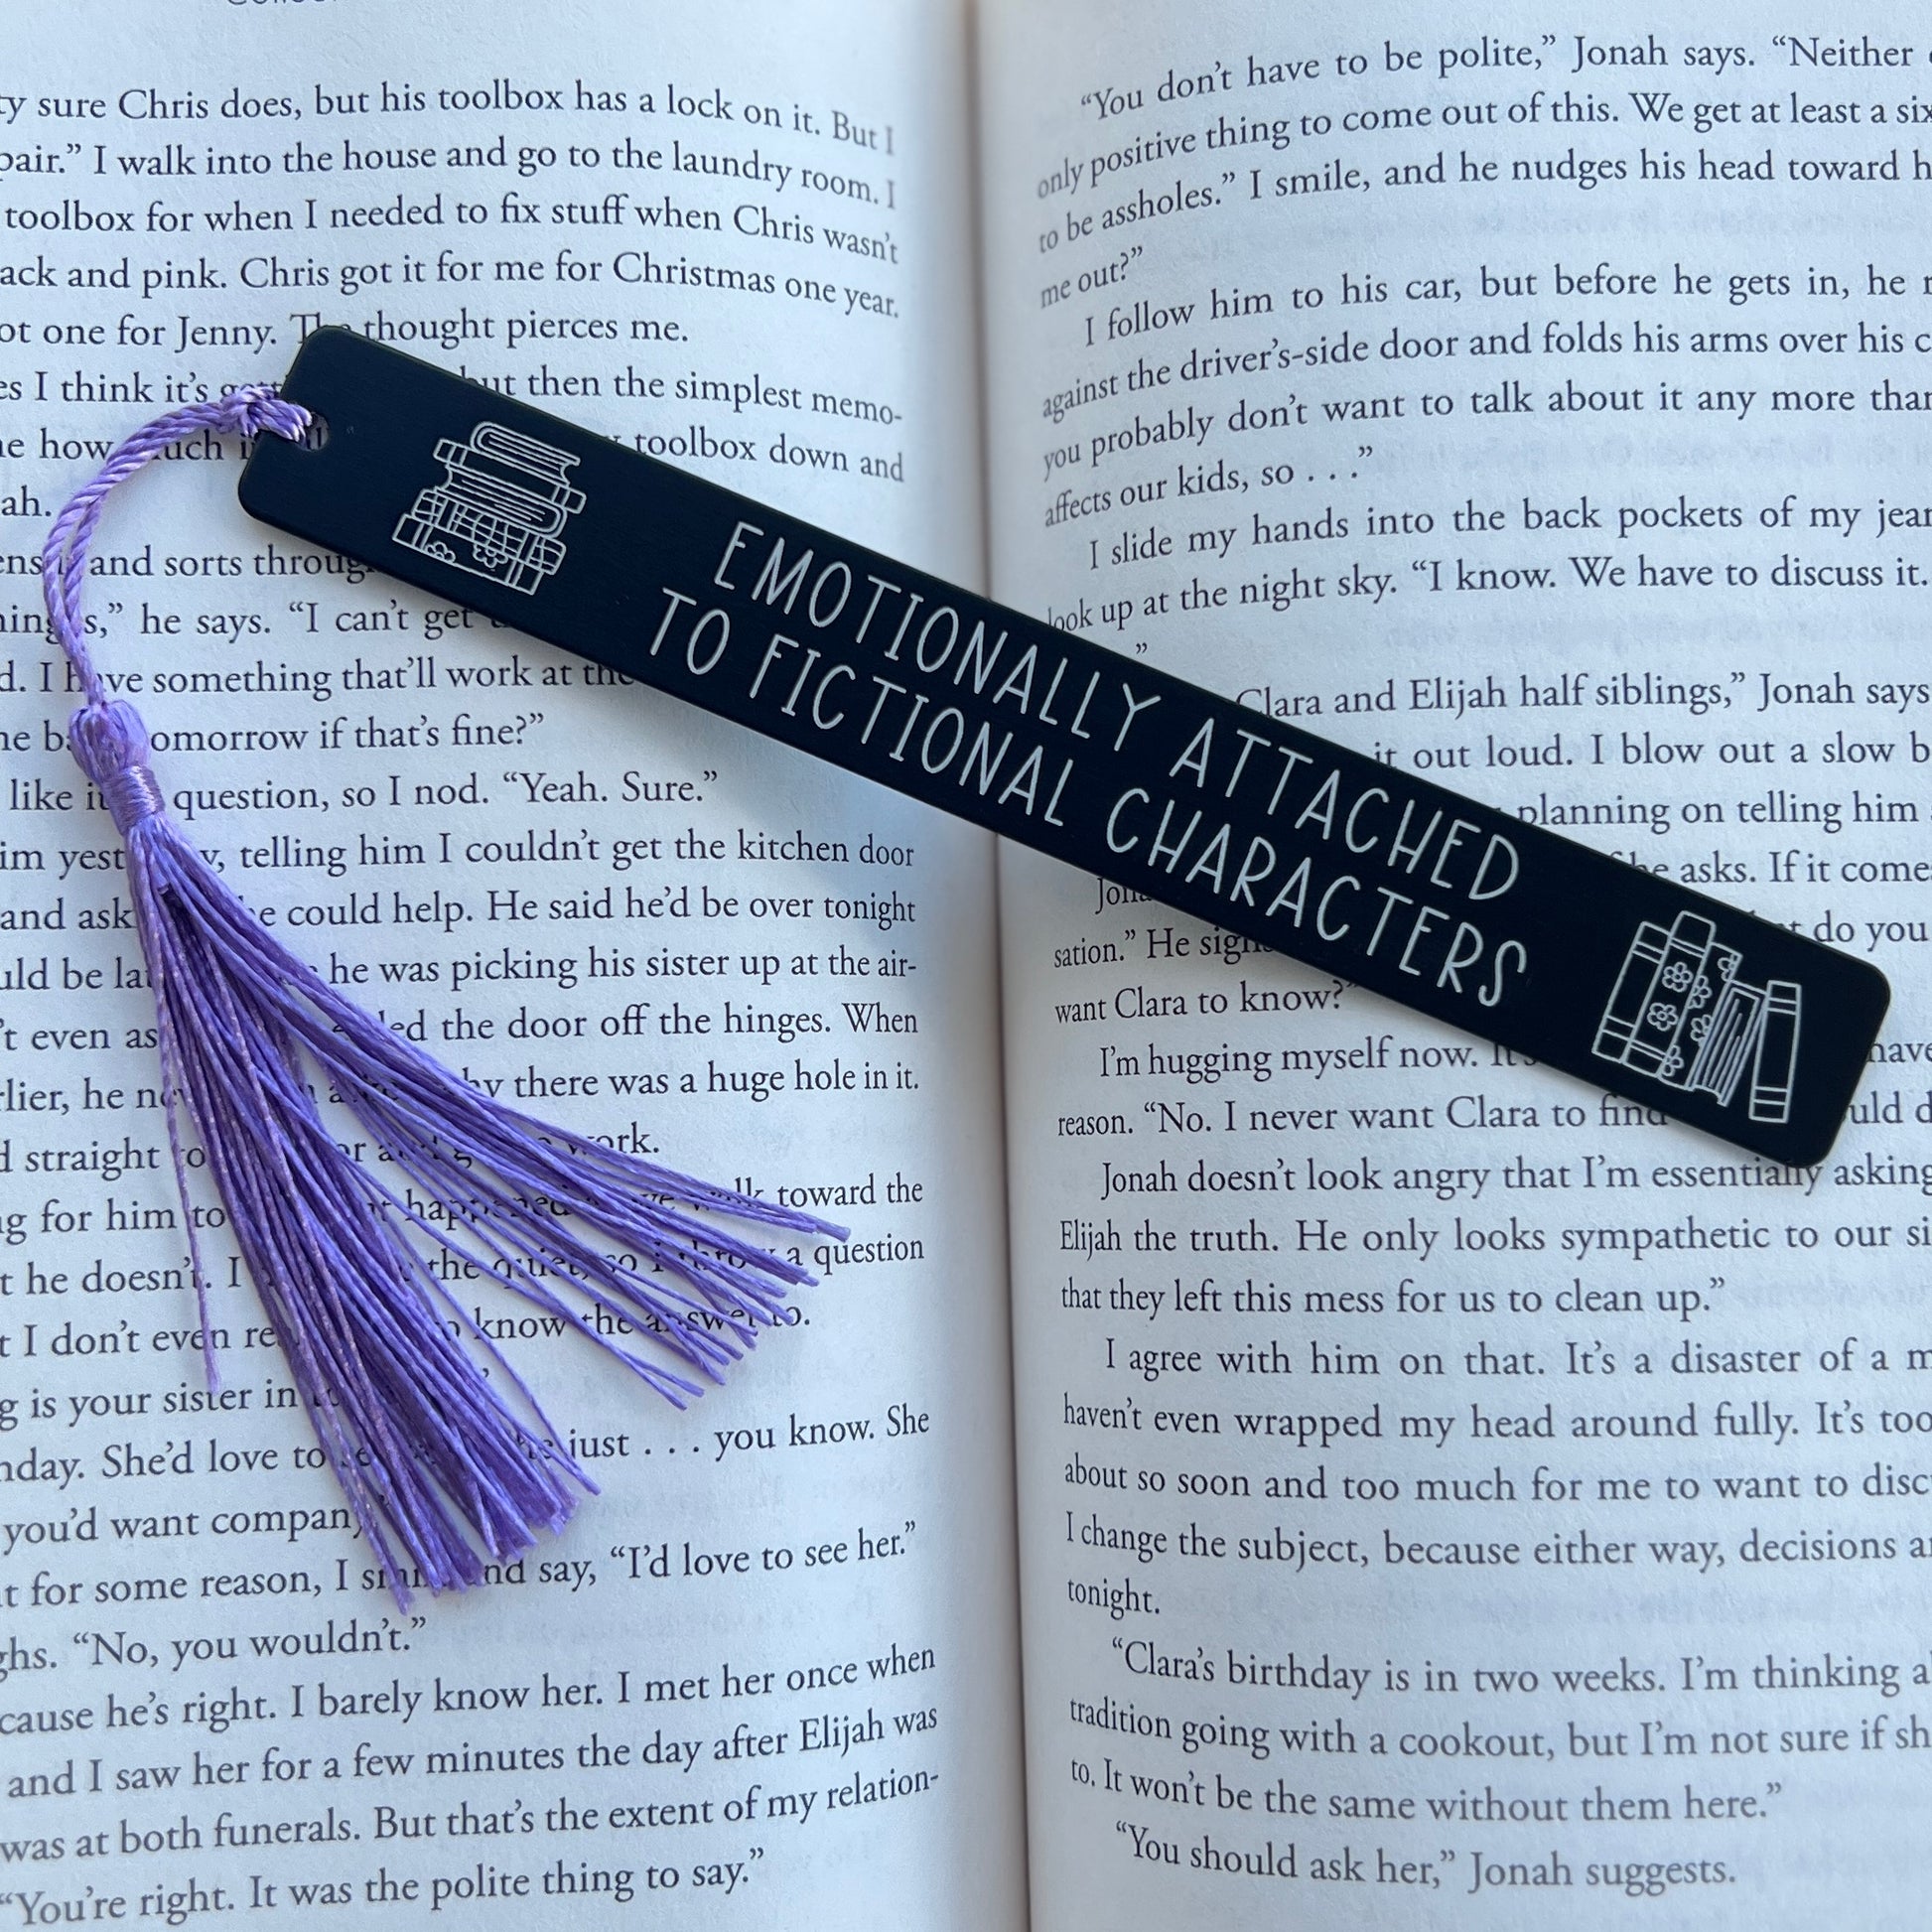 sure Chris does, but his toolbox has a lock on it. But I
I walk into the house and go to the laundry room. I
toolbox for when I needed to fix stuff when Chris wasn't
and pink. Chris got it for me for Christmas one year.
one for Jenny. The thought pierces me.
I think it's but then the simplest memo-
how toolbox down and
and sorts
he says. "I can't get
I have something that'll work at the
tomorrow if that's fine?"
like question, so I nod. "Yeah. Sure."
telling him I couldn't get the kitchen door
and could help. He said he'd be over tonight
be he was picking his sister up at the air-
even the door off the hinges. When
he there was a huge hole in it.
straight work.
for him to toward the
he doesn't. I the quiet, so I throw a question
I don't even know the answer to.
is your sister in
She'd love to just . . . you know. She
you'd want
for some reason, I and say, "I'd love to see her."
"No, you wouldn't."
he's right. I barely know her. I met her once when
and I saw her for a few minutes the day after Elijah was
was at both funerals. But that's the extent of my relation-
"You're right. It was the polite thing to say."
EMOTIONALLY ATTACHED
TO FICTIONAL CHARACTERS
"You don't have to be polite," Jonah says. "Neither
only positive thing to come out of this. We get at least a
to be assholes." I smile, and he nudges his head toward
me out?"
I follow him to his car, but before he gets in, he
against the driver's-side door and folds his arms over his
you probably don't want to talk about it any more than
affects our kids, so . . ."
I slide my hands into the back pockets of my
look up at the night sky. "I know. We have to discuss it.
"
Clara and Elijah half siblings," Jonah says
it out loud. I blow out a slow
planning on telling him
he asks. If it
do you
sation." He
want Clara to know?"
I'm hugging myself now. have
reason. "No. I never want Clara to find
Jonah doesn't look angry that I'm essentially asking
Elijah the truth. He only looks sympathetic to our
that they left this mess for us to clean up."
I agree with him on that. It's a disaster of a
haven't even wrapped my head around fully. It's too
about so soon and too much for me to want to
I change the subject, because either way, decisions
tonight.
"Clara's birthday is in two weeks. I'm thinking
tradition going with a cookout, but I'm not sure if
to. It won't be the same without them here."
"You should ask her," Jonah suggests.